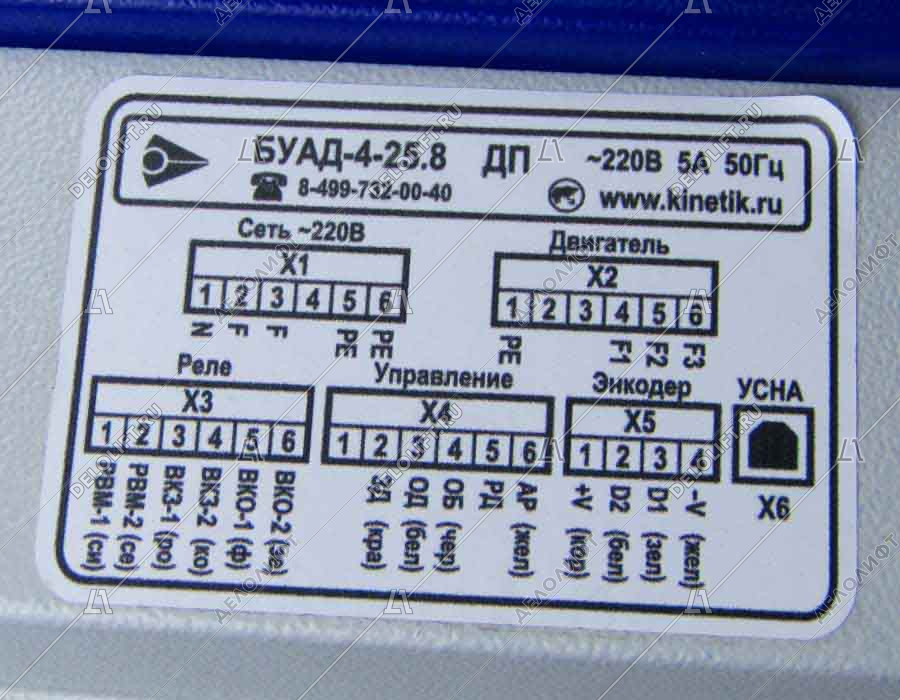 БУАД-4-25.8 ДП ~220В 5А 50Гц
8-499-732-00-40 www.kinetik.ru
Сеть ~220В
X1
1 2 3 4 5 6
N F F PE PE
Двигатель
X2
1 2 3 4 5 6
PE F1 F2 F3
Реле
X3
1 2 3 4 5 6
РВМ-1 (си)
РВМ-2 (се)
ВКЗ-1 (ро)
ВКЗ-2 (ко)
ВКО-1 (ф)
ВКО-2 (за)
Управление
X4
1 2 3 4 5 6
ЗД (кра)
ОД (бел)
ОБ (чер)
РД
АР (жел)
Энкодер
X5
1 2 3 4
+V (кор)
D2 (бел)
D1 (зел)
-V (жел)
УСНА
X6
DELOLIFT.RU
ДЕЛОЛИФТ